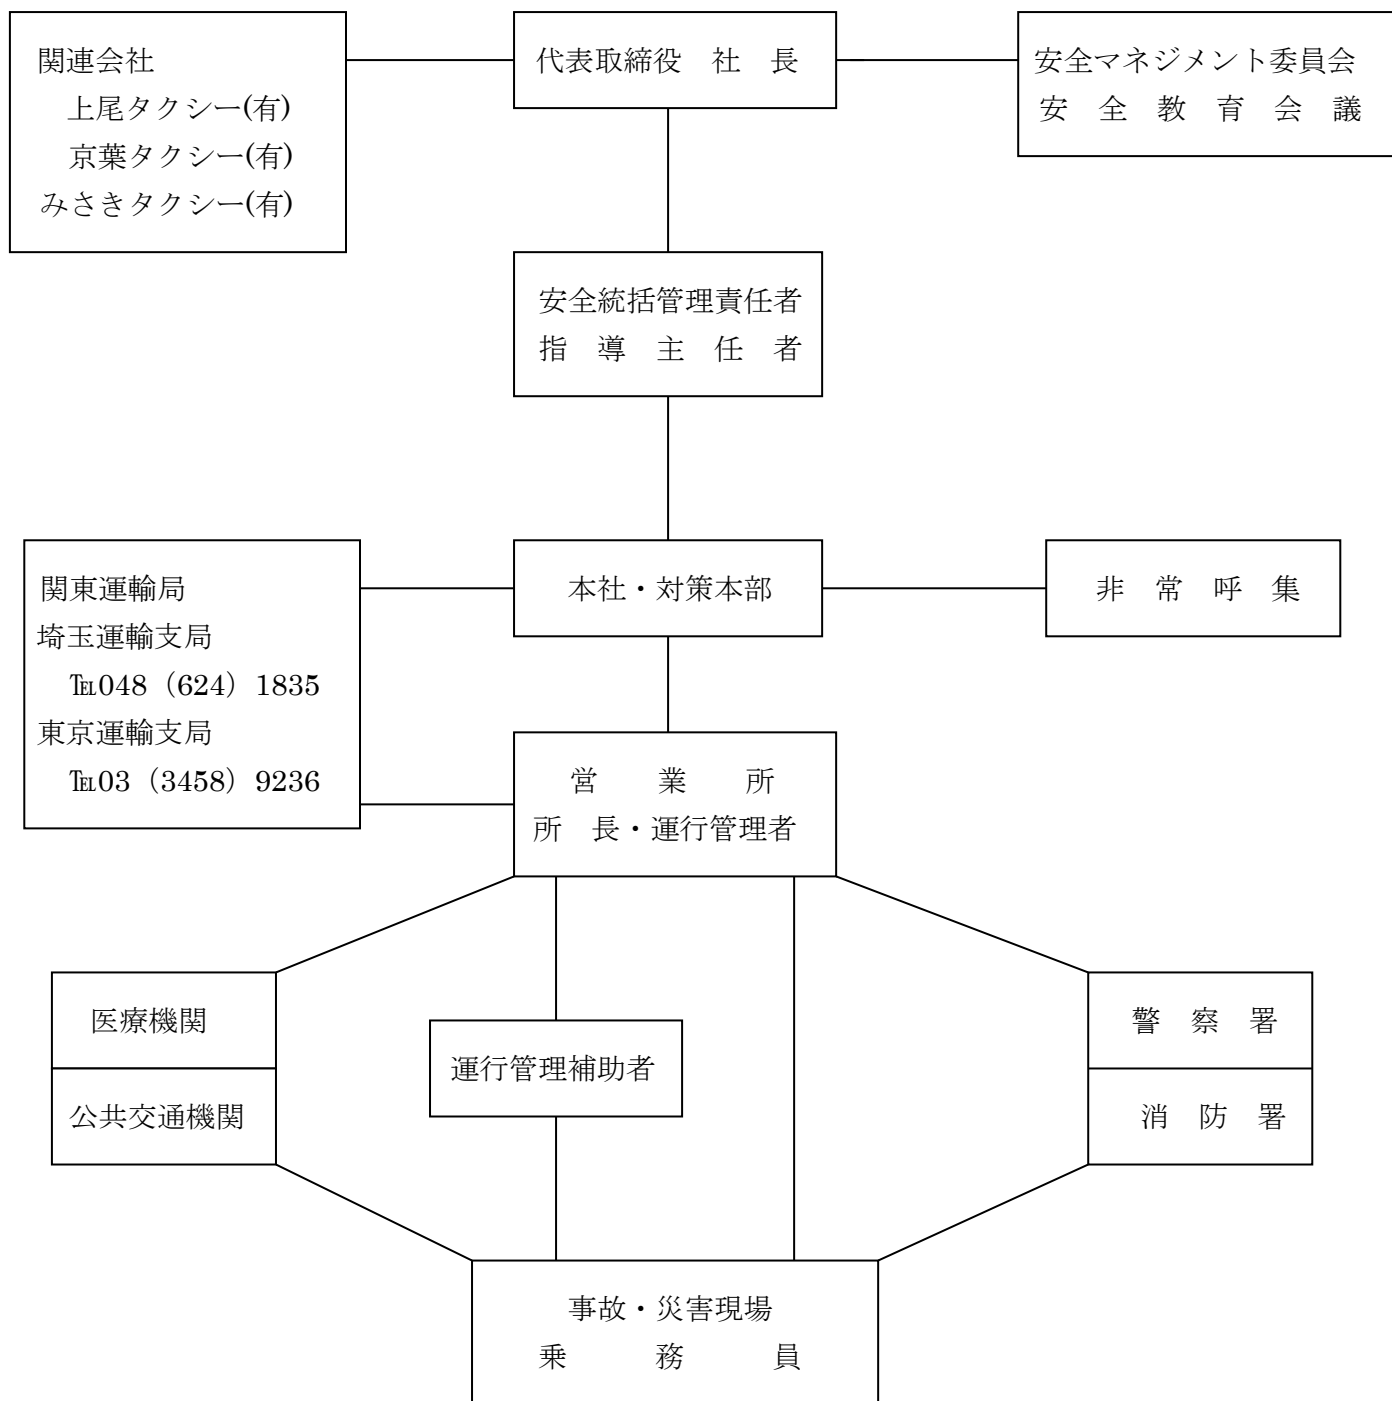 関連会社
上尾タクシー(有)
京葉タクシー(有)
みさきタクシー(有)
代表取締役　社　長
安全マネジメント委員会
安　全　教　育　会　議
安全統括管理責任者
指　導　主　任　者
関東運輸局
埼玉運輸支局
℡048（624）1835
東京運輸支局
℡03（3458）9236
本社・対策本部
非　常　呼　集
営　　業　　所
所　長・運行管理者
医療機関
公共交通機関
運行管理補助者
警　察　署
消　防　署
事故・災害現場
乗　　　務　　　員